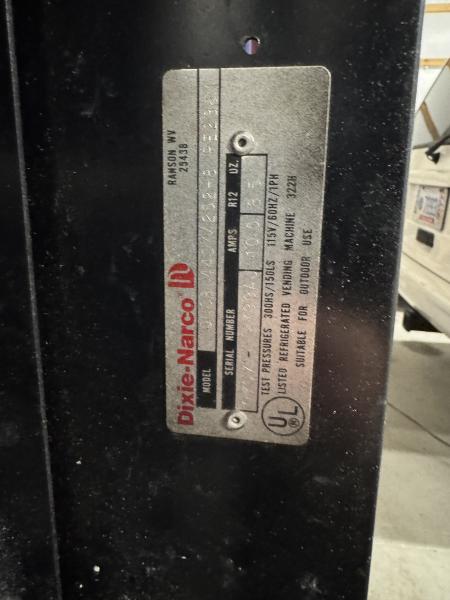 Dixie-Narco®
RANSON WV
25438
MODEL
SERIAL NUMBER AMPS R12 OZ.
TEST PRESSURES 300HS/150LS 115V/60HZ/1PH
LISTED REFRIGERATED VENDING MACHINE 322H
SUITABLE FOR OUTDOOR USE
UL